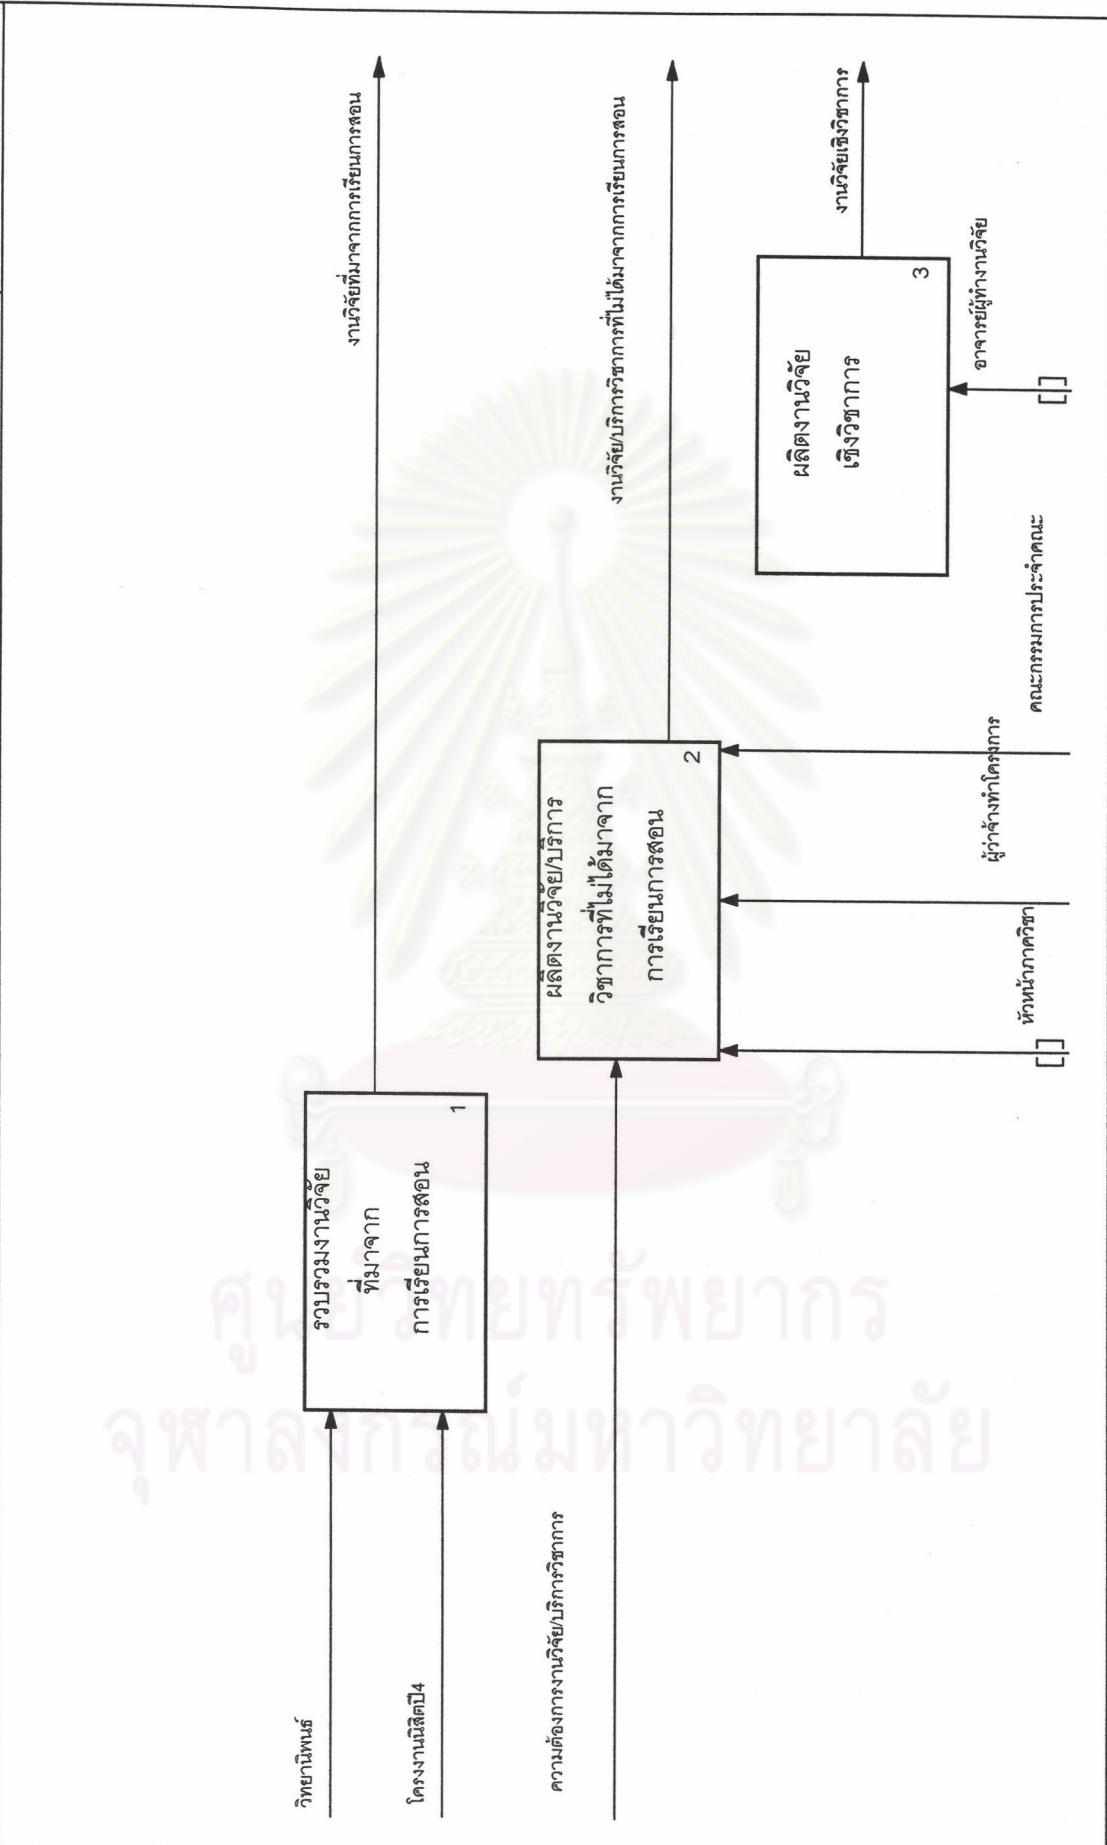 งานวิจัยที่มาจากการเรียนการสอน
วิทยานิพนธ์
รวบรวมงานวิจัย
ที่มาจาก
การเรียนการสอน
1
โครงงานนิสิตปี4
งานวิจัย/บริการวิชาการที่ไม่ได้มาจากการเรียนการสอน
ความต้องการงานวิจัย/บริการวิชาการ
ผลิตงานวิจัย/บริการ
วิชาการที่ไม่ได้มาจาก
การเรียนการสอน
2
งานวิจัยเชิงวิชาการ
ผลิตงานวิจัย
เชิงวิชาการ
3
หัวหน้าภาควิชา
ผู้ว่าจ้างทำโครงการ
คณะกรรมการประจำคณะ
อาจารย์ผู้ทำงานวิจัย
ศูนย์วิทยทรัพยากร
จุฬาลงกรณ์มหาวิทยาลัย